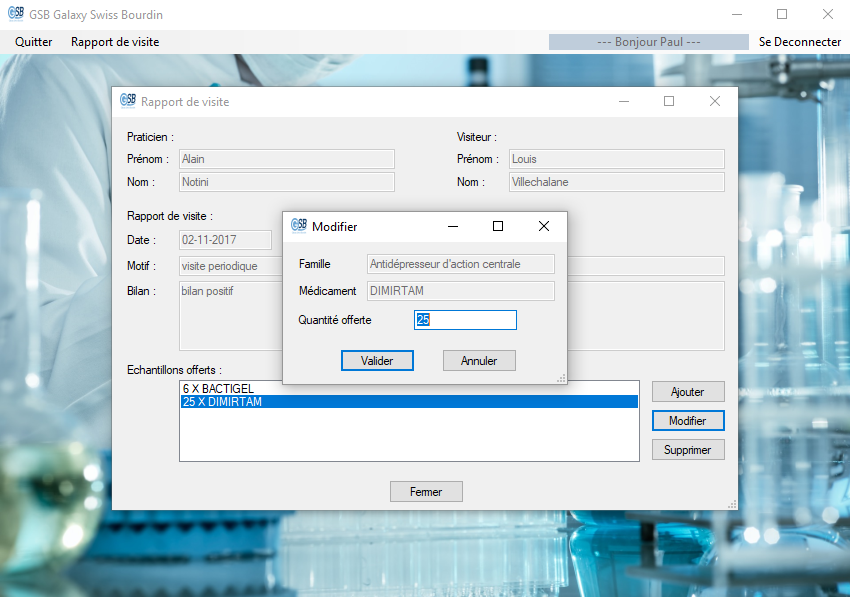 GSB GSB Galaxy Swiss Bourdin
Quitter Rapport de visite --- Bonjour Paul --- Se Deconnecter
GSB Rapport de visite
Praticien : Visiteur :
Prénom : Alain Prénom : Louis
Nom : Notini Nom : Villechalane
Rapport de visite :
Date : 02-11-2017
Motif : visite periodique
Bilan : bilan positif
GSB Modifier
Famille Antidépresseur d'action centrale
Médicament DIMIRTAM
Quantité offerte 25
Valider Annuler
Echantillons offerts :
6 X BACTIGEL
25 X DIMIRTAM
Ajouter
Modifier
Supprimer
Fermer